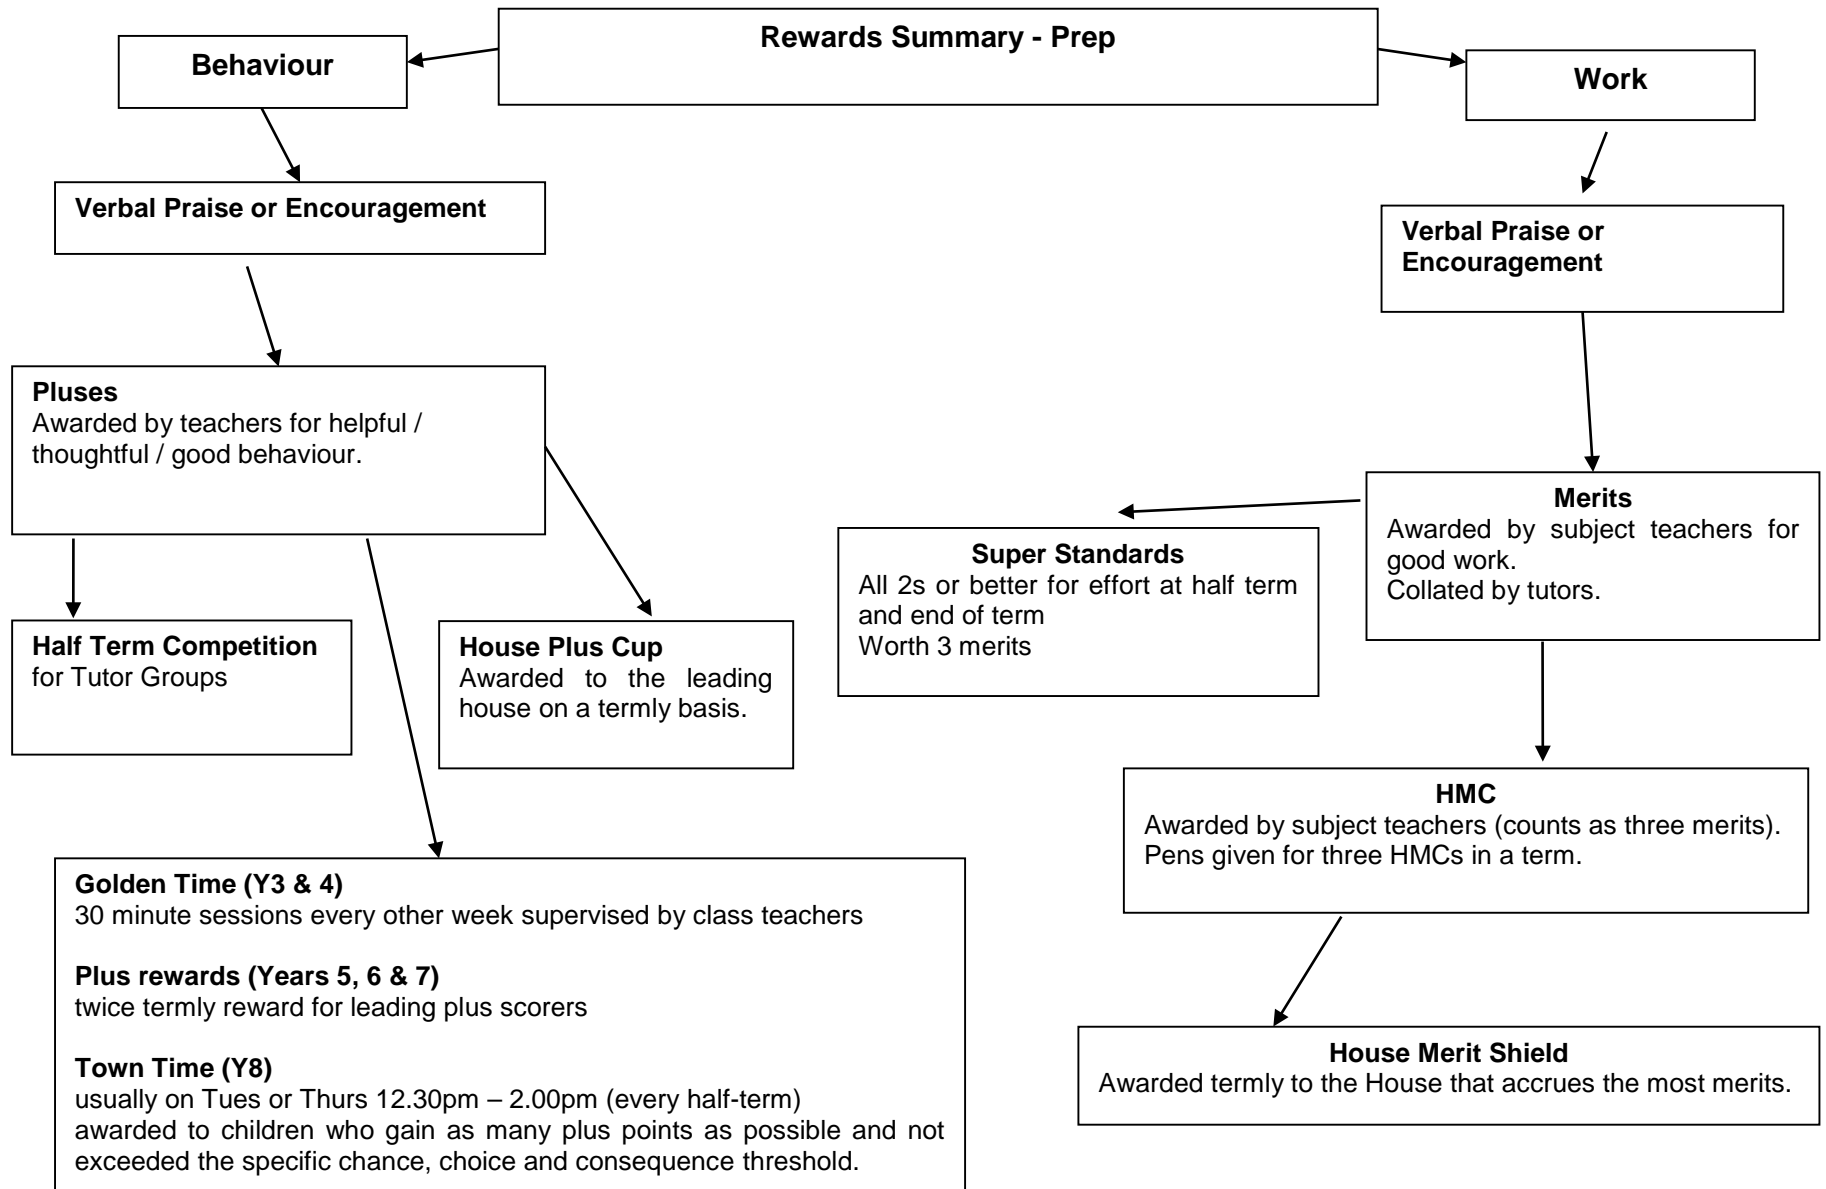 Rewards Summary - Prep
Behaviour
Work
Verbal Praise or Encouragement
Verbal Praise or
Encouragement
Pluses
Awarded by teachers for helpful /
thoughtful / good behaviour.
Merits
Awarded by subject teachers for
good work.
Collated by tutors.
Super Standards
All 2s or better for effort at half term
and end of term
Worth 3 merits
Half Term Competition
for Tutor Groups
House Plus Cup
Awarded to the leading
house on a termly basis.
HMC
Awarded by subject teachers (counts as three merits).
Pens given for three HMCs in a term.
Golden Time (Y3 & 4)
30 minute sessions every other week supervised by class teachers
Plus rewards (Years 5, 6 & 7)
twice termly reward for leading plus scorers
Town Time (Y8)
usually on Tues or Thurs 12.30pm – 2.00pm (every half-term)
awarded to children who gain as many plus points as possible and not
exceeded the specific chance, choice and consequence threshold.
House Merit Shield
Awarded termly to the House that accrues the most merits.